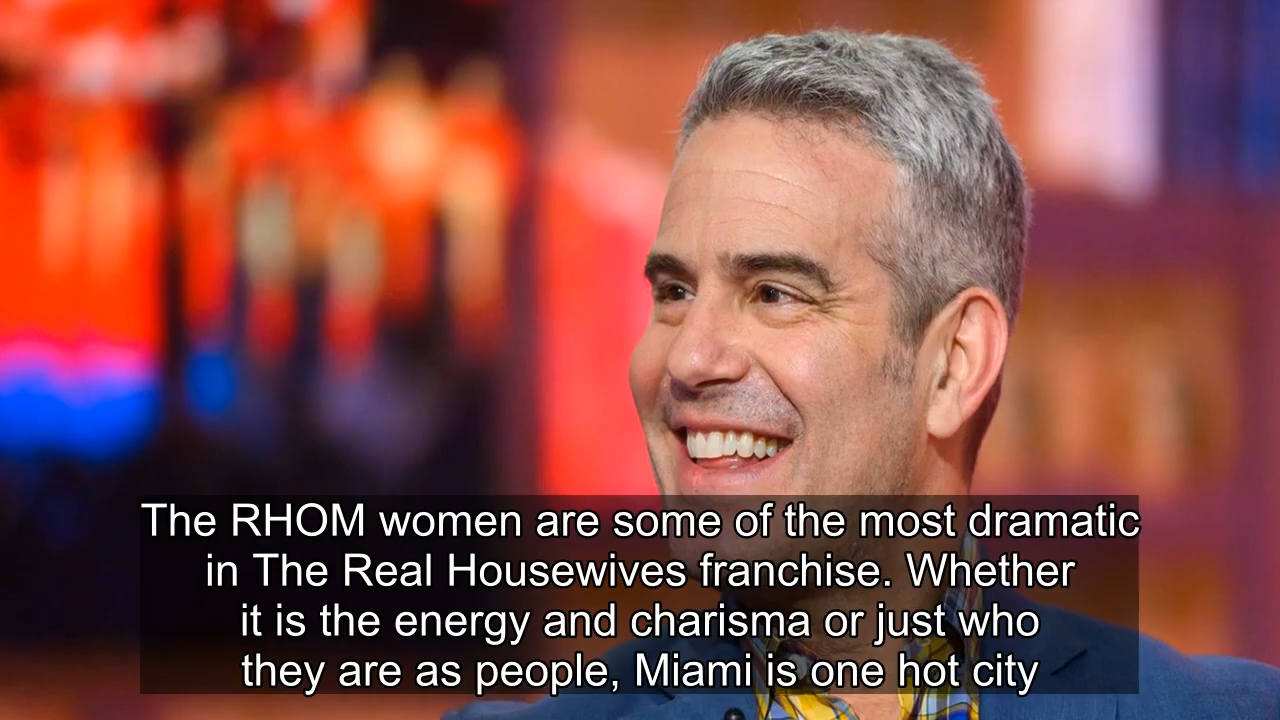 The RHOM women are some of the most dramatic
in The Real Housewives franchise. Whether
it is the energy and charisma or just who
they are as people, Miami is one hot city